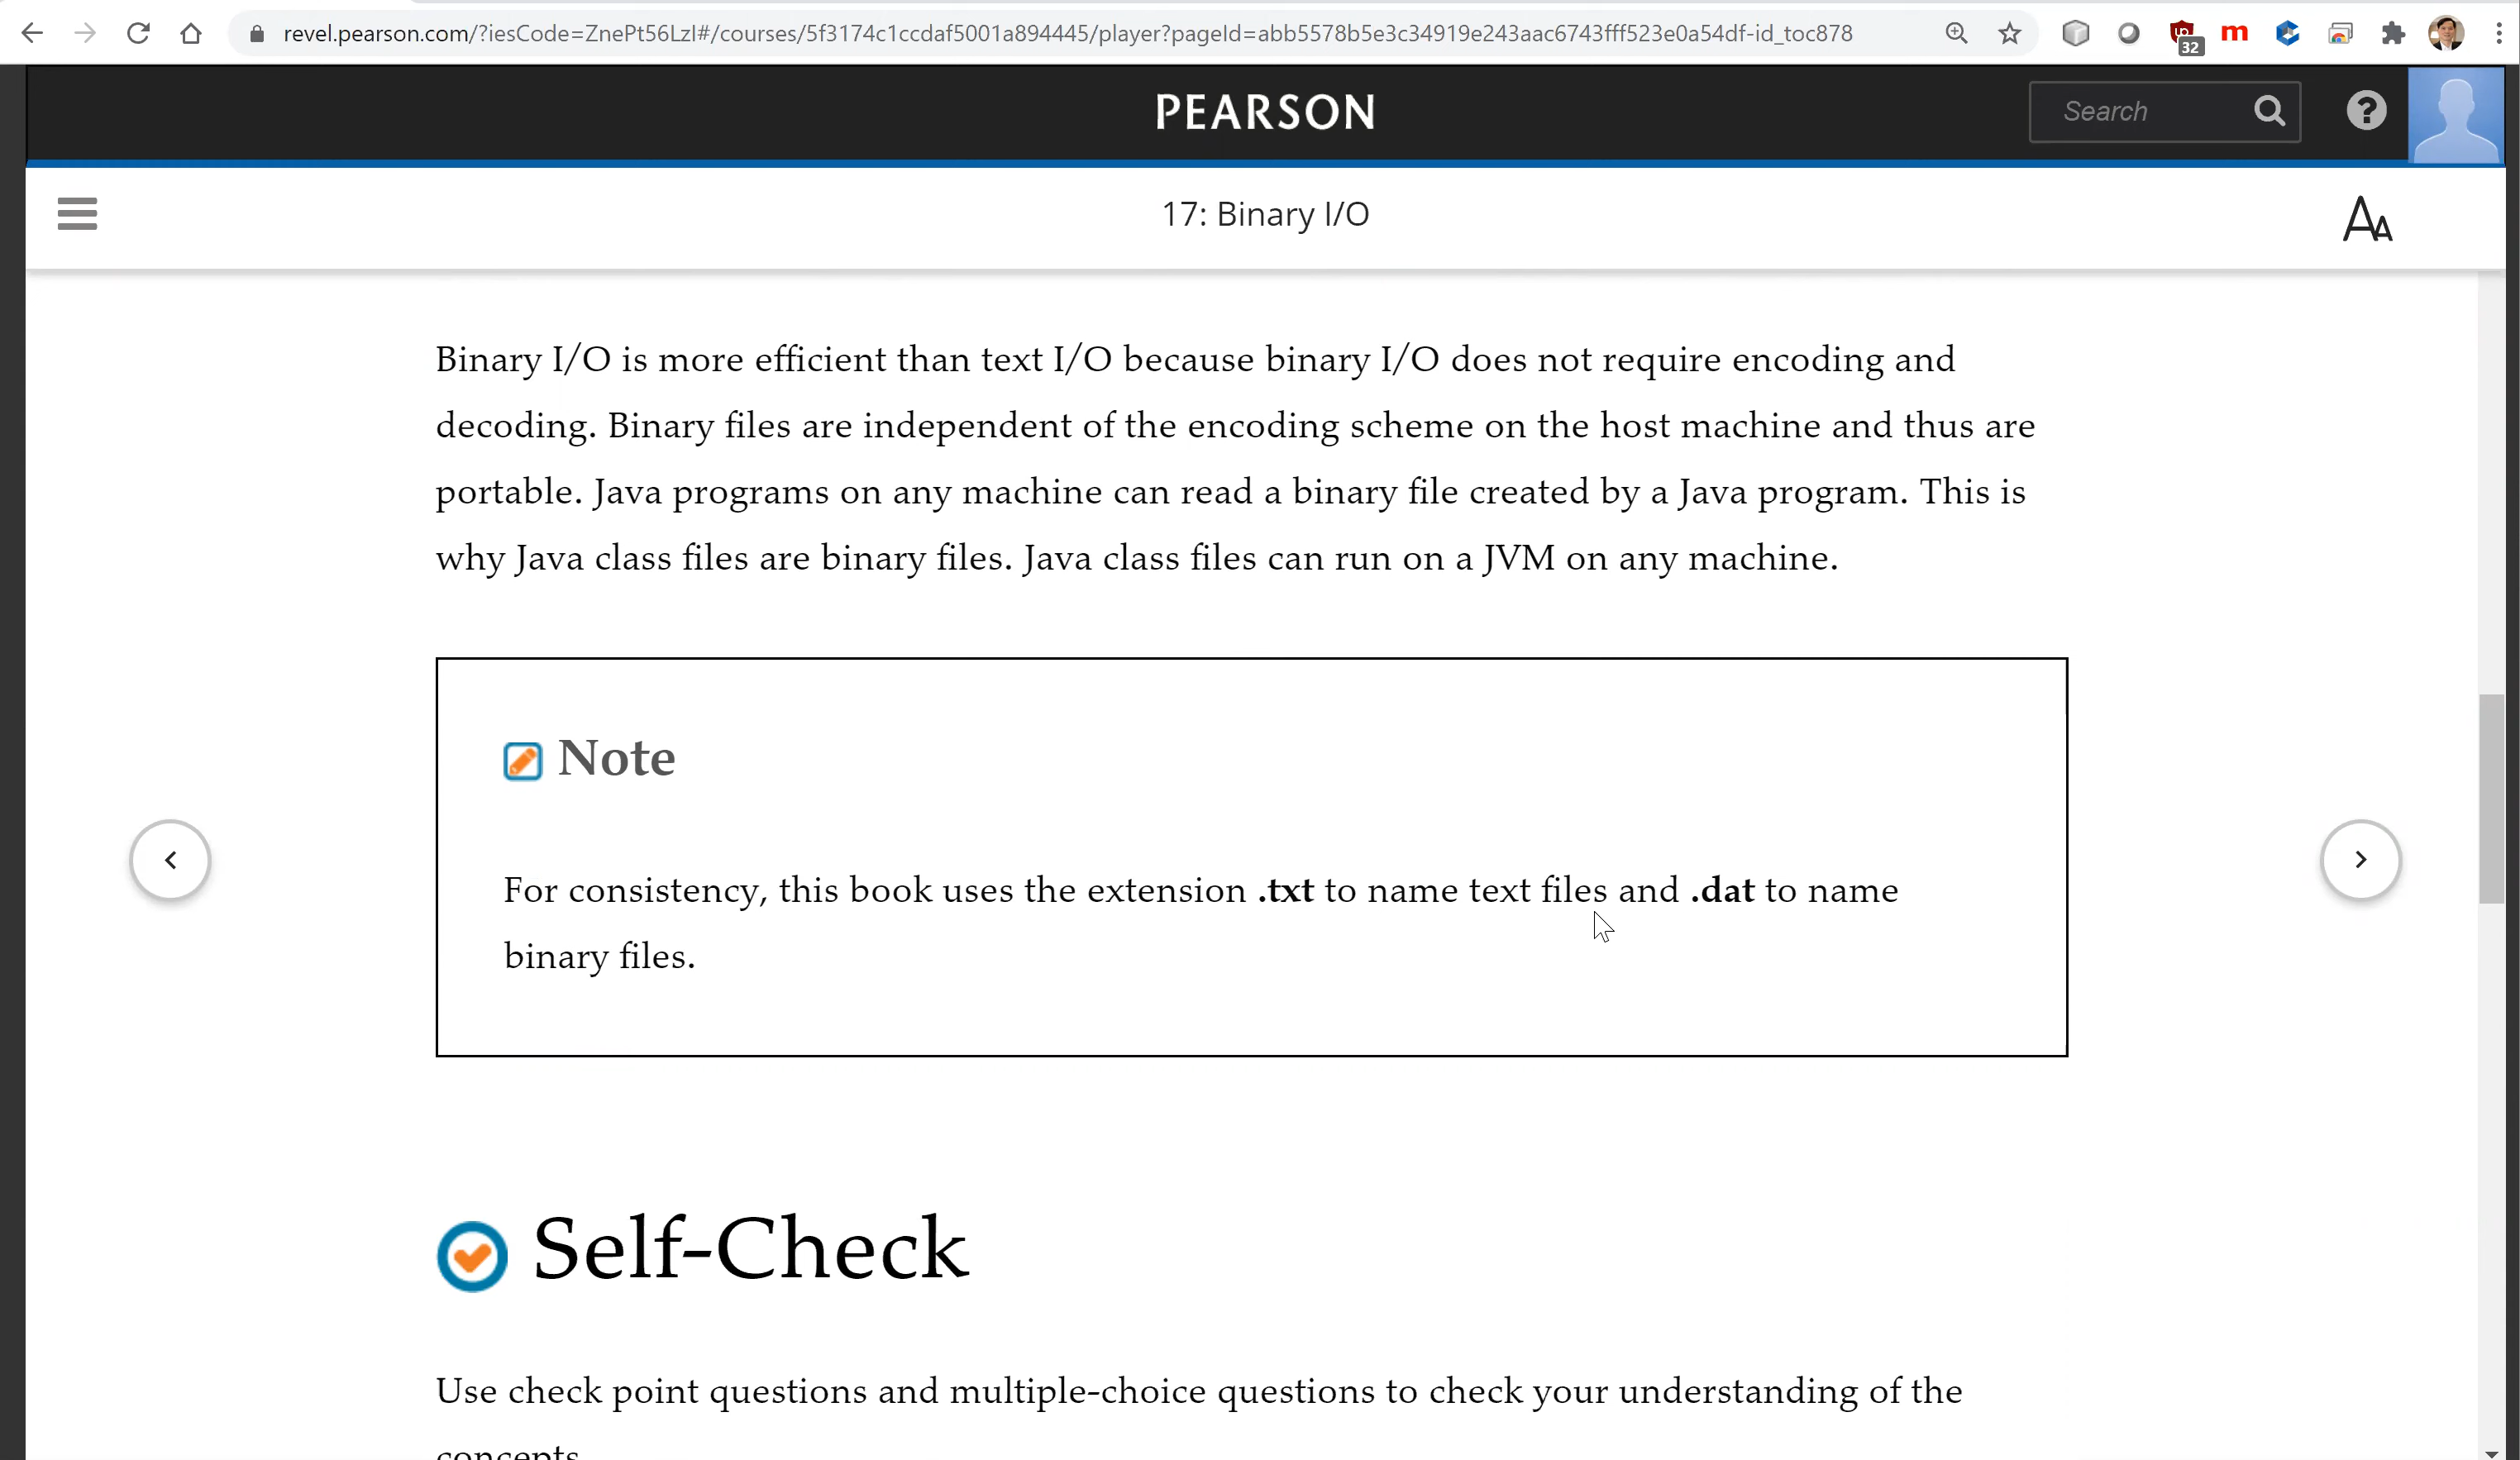 revel.pearson.com/?iesCode=ZnePt56LzI#/courses/5f3174c1ccdaf5001a894445/player?pageId=abb5578b5e3c34919e243aac6743fff523e0a54df-id_toc878
32
m
PEARSON
Search
?
17: Binary I/O
AA
Binary I/O is more efficient than text I/O because binary I/O does not require encoding and
decoding. Binary files are independent of the encoding scheme on the host machine and thus are
portable. Java programs on any machine can read a binary file created by a Java program. This is
why Java class files are binary files. Java class files can run on a JVM on any machine.
Note
For consistency, this book uses the extension .txt to name text files and .dat to name
binary files.
Self-Check
Use check point questions and multiple-choice questions to check your understanding of the
concepts